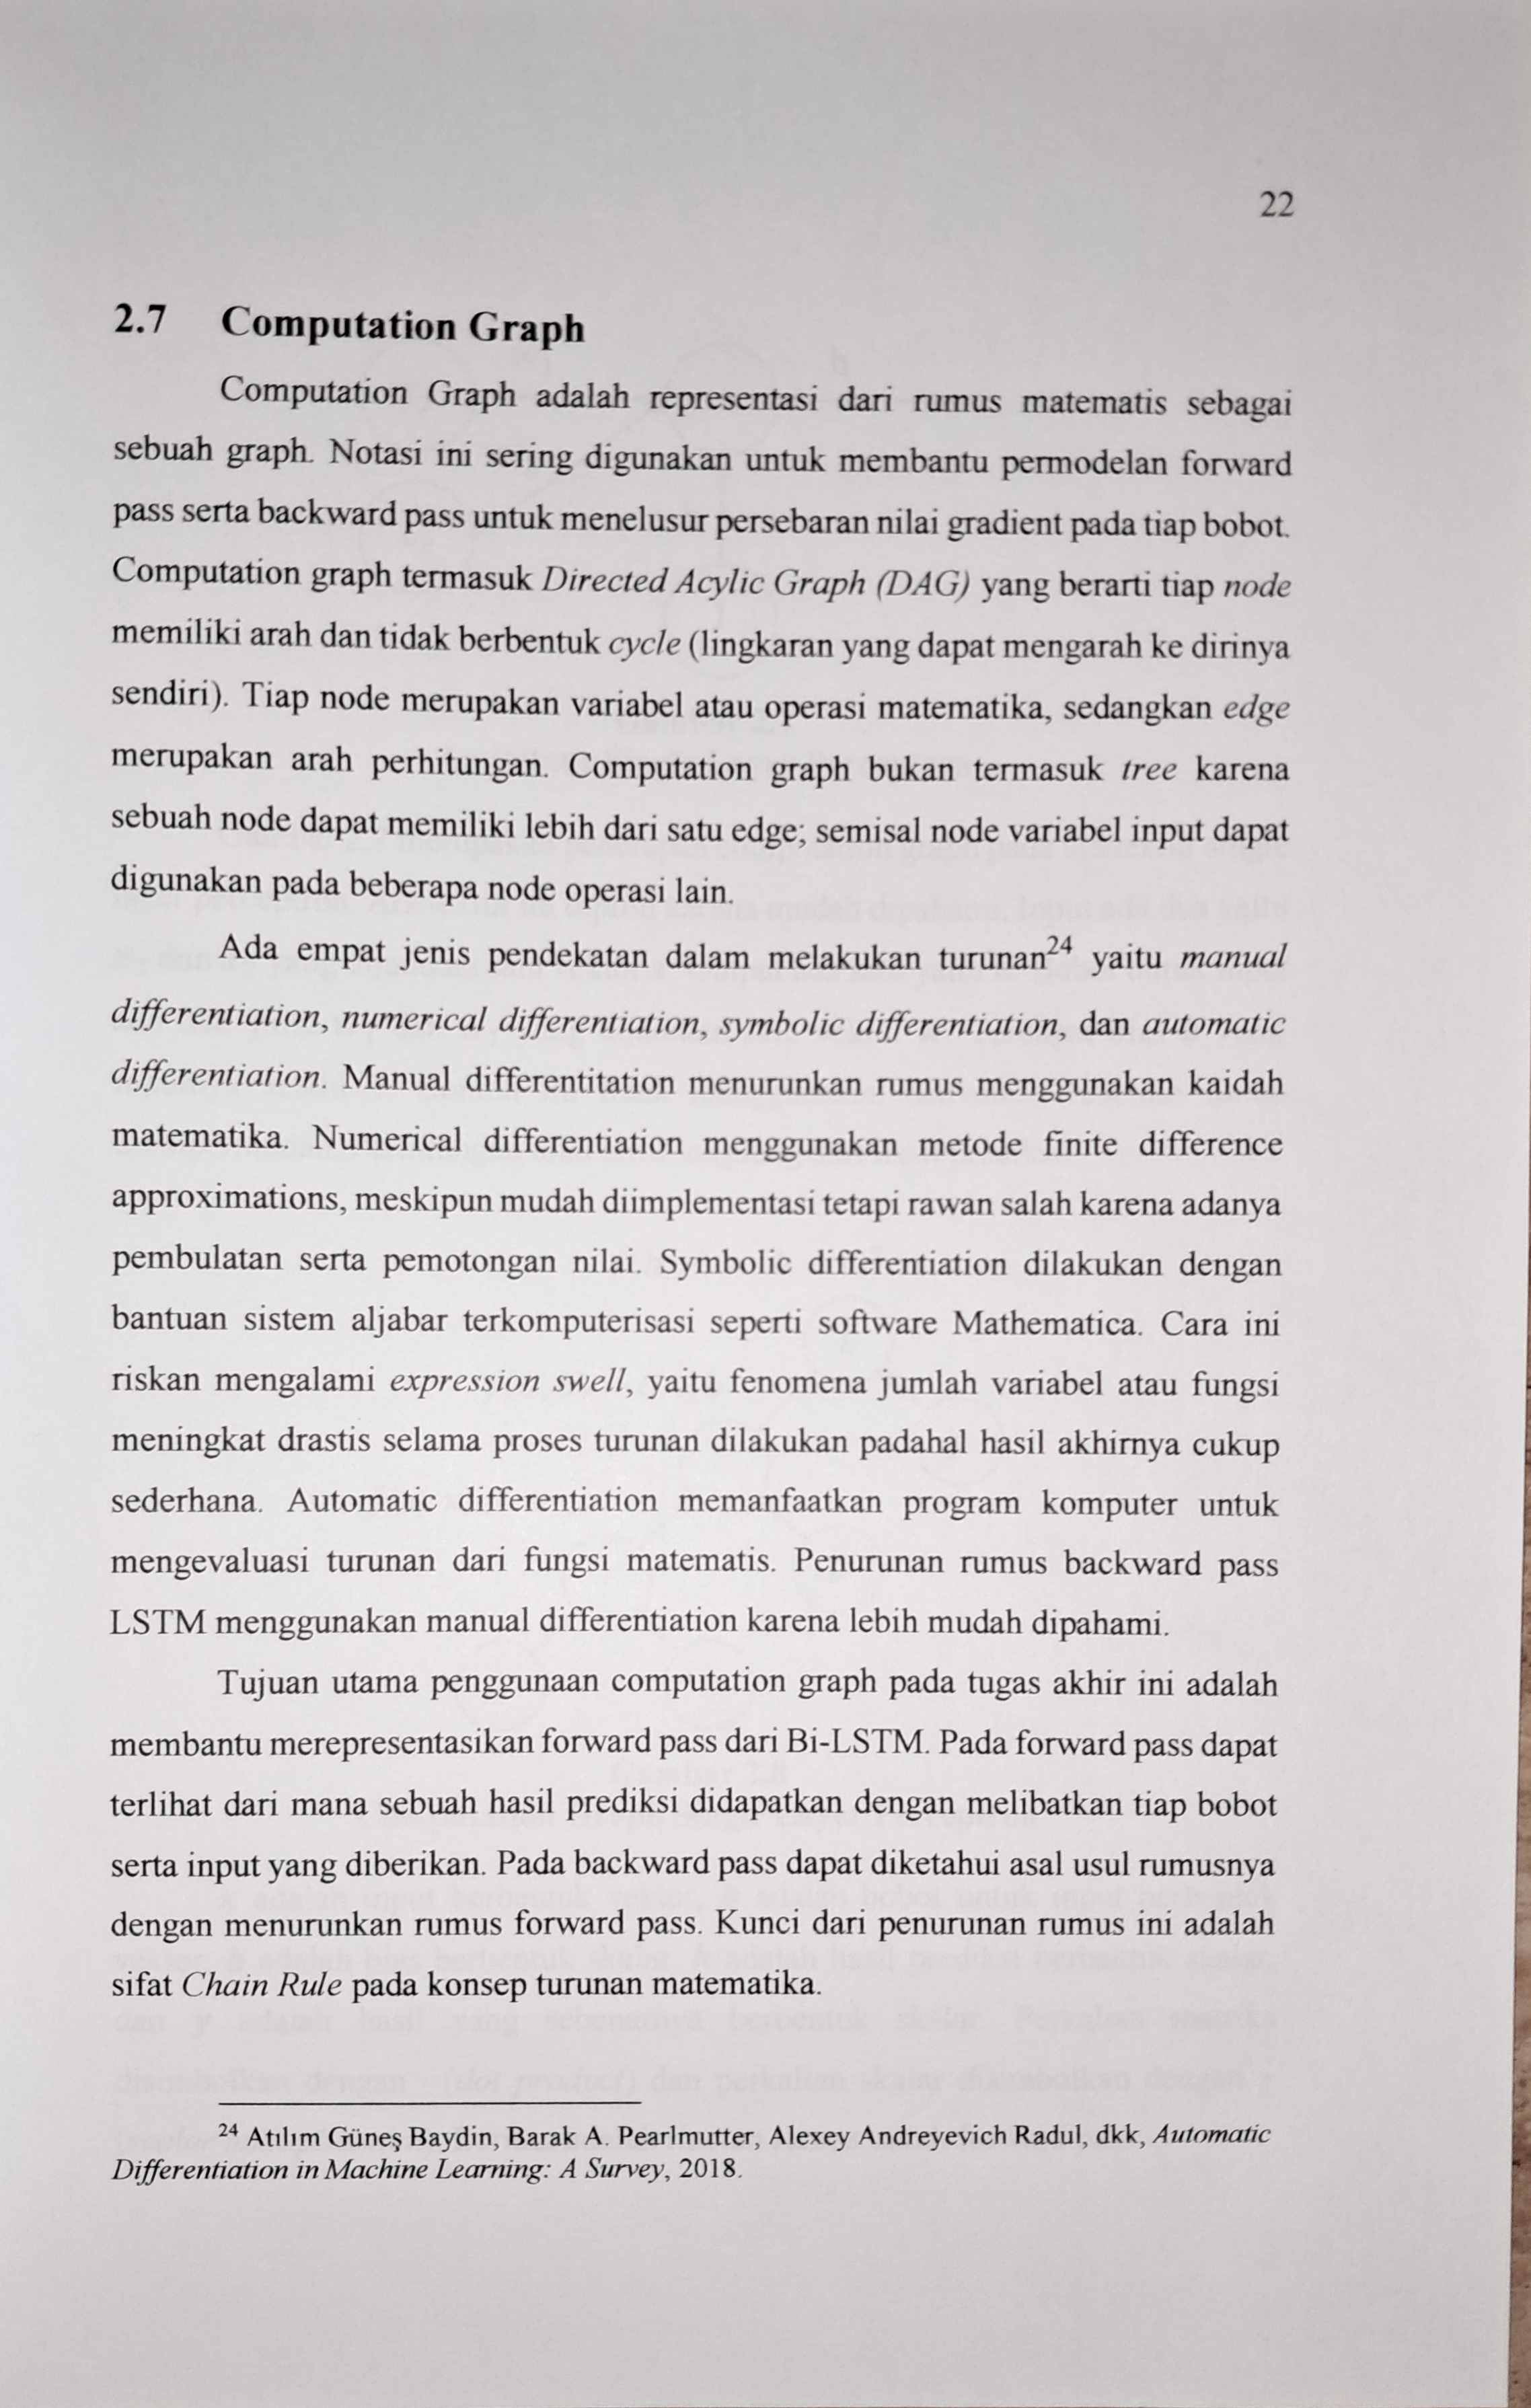 22
2.7 Computation Graph
Computation Graph adalah representasi dari rumus matematis sebagai
sebuah graph. Notasi ini sering digunakan untuk membantu permodelan forward
pass serta backward pass untuk menelusur persebaran nilai gradient pada tiap bobot.
Computation graph termasuk Directed Acylic Graph (DAG) yang berarti tiap node
memiliki arah dan tidak berbentuk cycle (lingkaran yang dapat mengarah ke dirinya
sendiri). Tiap node merupakan variabel atau operasi matematika, sedangkan edge
merupakan arah perhitungan. Computation graph bukan termasuk tree karena
sebuah node dapat memiliki lebih dari satu edge; semisal node variabel input dapat
digunakan pada beberapa node operasi lain.
Ada empat jenis pendekatan dalam melakukan turunan24 yaitu manual
differentiation, numerical differentiation, symbolic differentiation, dan automatic
differentiation. Manual differentitation menurunkan rumus menggunakan kaidah
matematika. Numerical differentiation menggunakan metode finite difference
approximations, meskipun mudah diimplementasi tetapi rawan salah karena adanya
pembulatan serta pemotongan nilai. Symbolic differentiation dilakukan dengan
bantuan sistem aljabar terkomputerisasi seperti software Mathematica. Cara ini
riskan mengalami expression swell, yaitu fenomena jumlah variabel atau fungsi
meningkat drastis selama proses turunan dilakukan padahal hasil akhirnya cukup
sederhana. Automatic differentiation memanfaatkan program komputer untuk
mengevaluasi turunan dari fungsi matematis. Penurunan rumus backward pass
LSTM menggunakan manual differentiation karena lebih mudah dipahami.
Tujuan utama penggunaan computation graph pada tugas akhir ini adalah
membantu merepresentasikan forward pass dari Bi-LSTM. Pada forward pass dapat
terlihat dari mana sebuah hasil prediksi didapatkan dengan melibatkan tiap bobot
serta input yang diberikan. Pada backward pass dapat diketahui asal usul rumusnya
dengan menurunkan rumus forward pass. Kunci dari penurunan rumus ini adalah
sifat Chain Rule pada konsep turunan matematika.
24 Atılım Güneş Baydin, Barak A. Pearlmutter, Alexey Andreyevich Radul, dkk, Automatic
Differentiation in Machine Learning: A Survey, 2018.